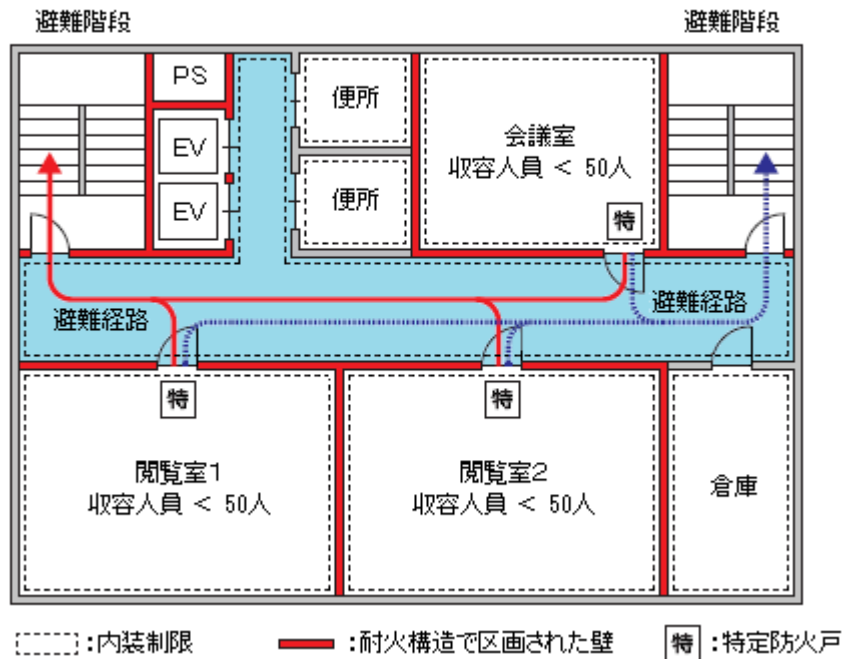 避難階段
避難階段
PS
便所
EV
会議室
収容人員 < 50人
EV
便所
特
避難経路
避難経路
特
特
閲覧室1
収容人員 < 50人
閲覧室2
収容人員 < 50人
倉庫
:内装制限
:耐火構造で区画された壁
特:特定防火戸